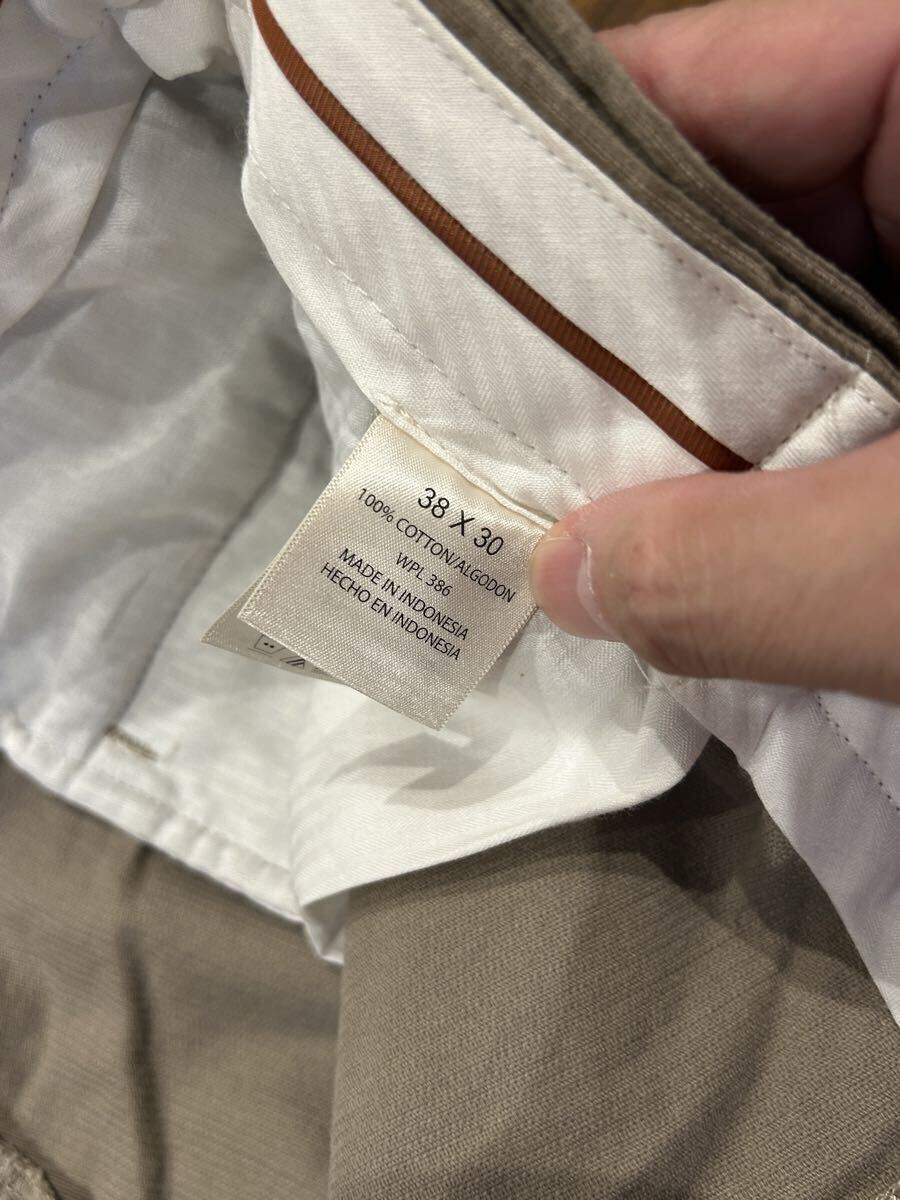 38 X 30
100% COTTON/ALGODON
WPL 386
MADE IN INDONESIA
HECHO EN INDONESIA